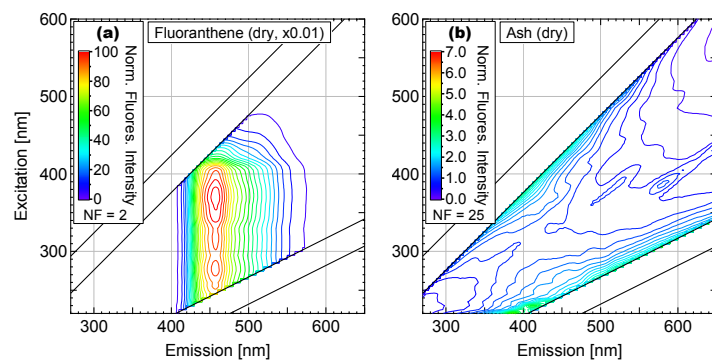 (a)
Fluoranthene (dry, x0.01)
100
80
60
40
20
0
Norm. Fluores. Intensity
NF = 2
(b)
Ash (dry)
7.0
6.0
5.0
4.0
3.0
2.0
1.0
0.0
Norm. Fluores. Intensity
NF = 25
600
500
400
300
Excitation [nm]
300
400
500
600
Emission [nm]
600
500
400
300
300
400
500
600
Emission [nm]